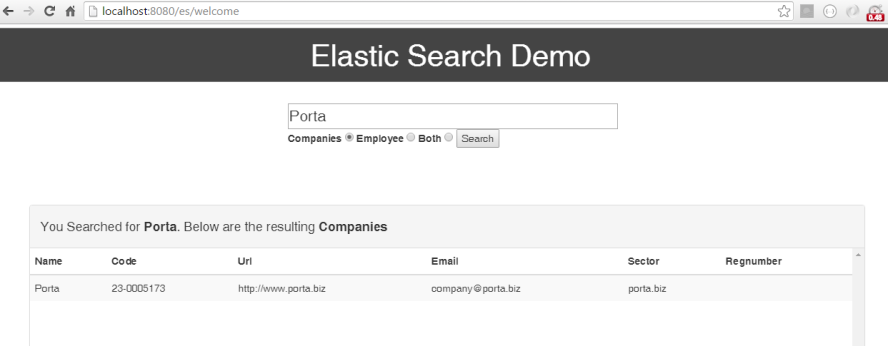 localhost:8080/es/welcome
0.48
Elastic Search Demo
Porta
Companies Employee Both Search
You Searched for Porta. Below are the resulting Companies
Name Code Url Email Sector Regnumber
Porta 23-0005173 http://www.porta.biz company@porta.biz porta.biz